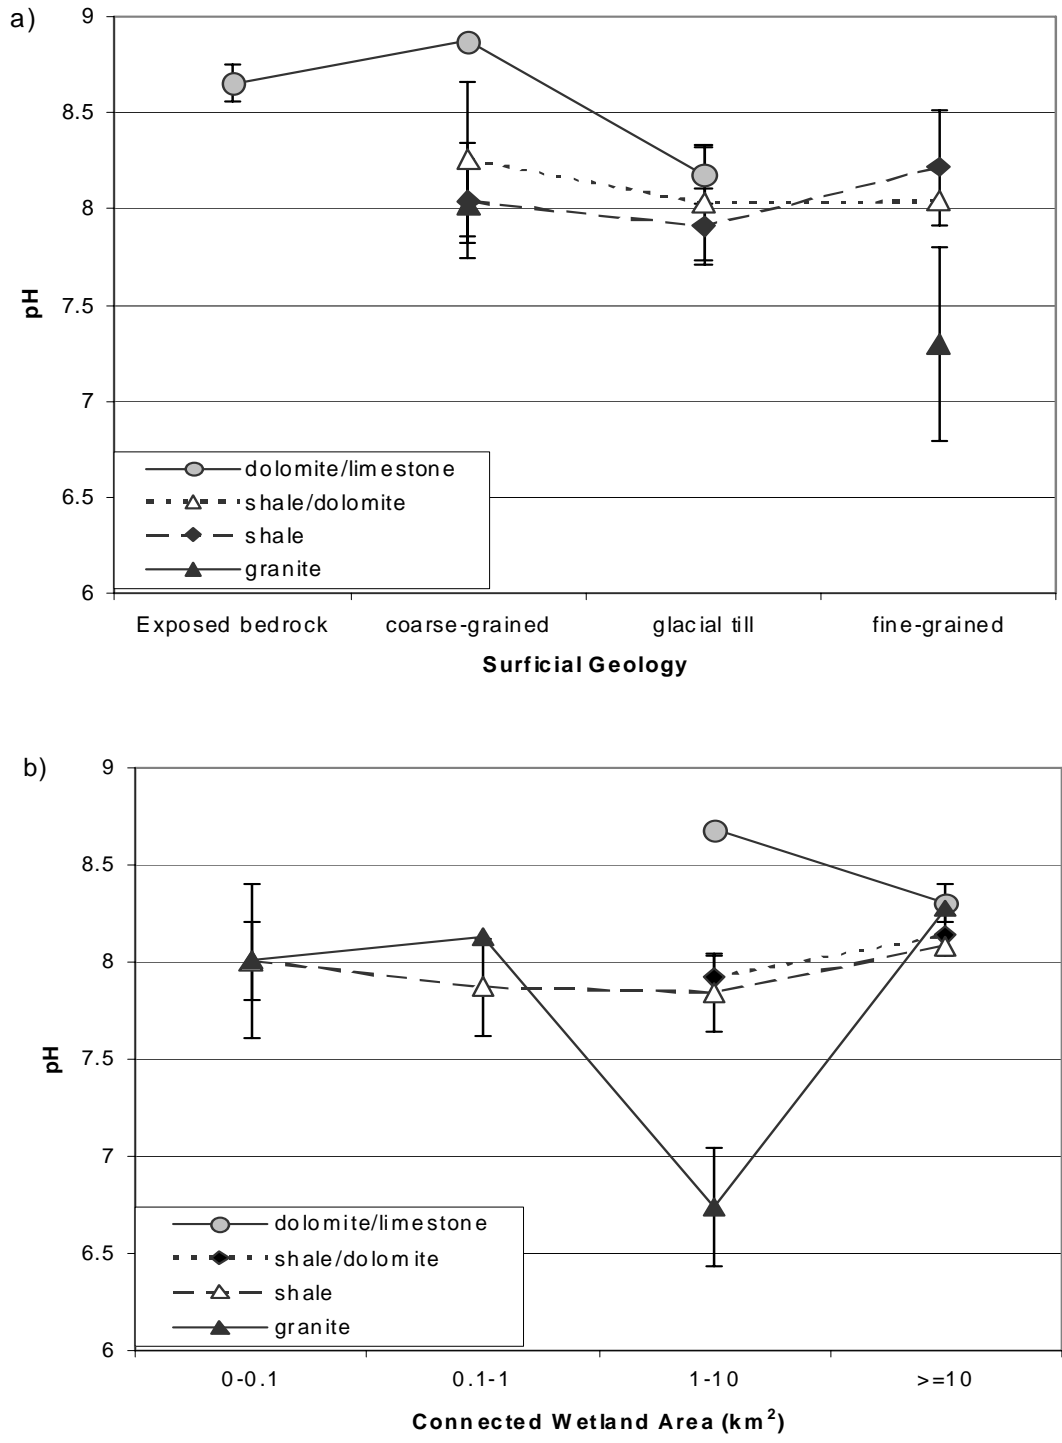 a)
9
8.5
8
7.5
7
6.5
6
pH
dolomite/limestone
shale/dolomite
shale
granite
Exposed bedrock coarse-grained glacial till fine-grained
Surficial Geology
b)
9
8.5
8
7.5
7
6.5
6
pH
dolomite/limestone
shale/dolomite
shale
granite
0-0.1 0.1-1 1-10 >=10
Connected Wetland Area (km²)